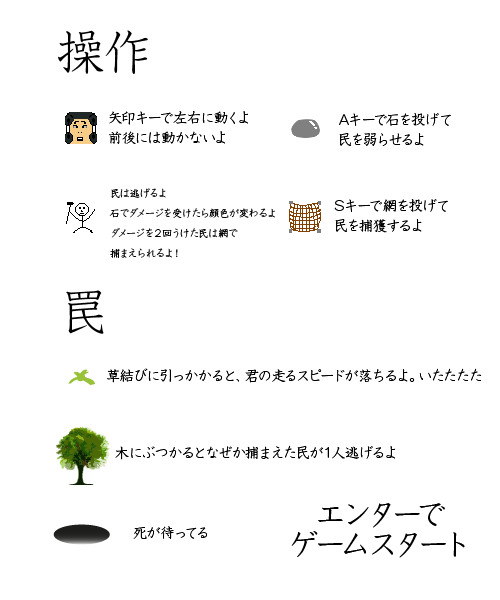 操作
矢印キーで左右に動くよ
前後には動かないよ
Aキーで石を投げて
民を弱らせるよ
民は逃げるよ
石でダメージを受けたら顔色が変わるよ
ダメージを2回うけた民は網で
捕まえられるよ！
Sキーで網を投げて
民を捕獲するよ
罠
草結びに引っかかると、君の走るスピードが落ちるよ。いたたたた
木にぶつかるとなぜか捕まえた民が1人逃げるよ
死が待ってる
エンターで
ゲームスタート